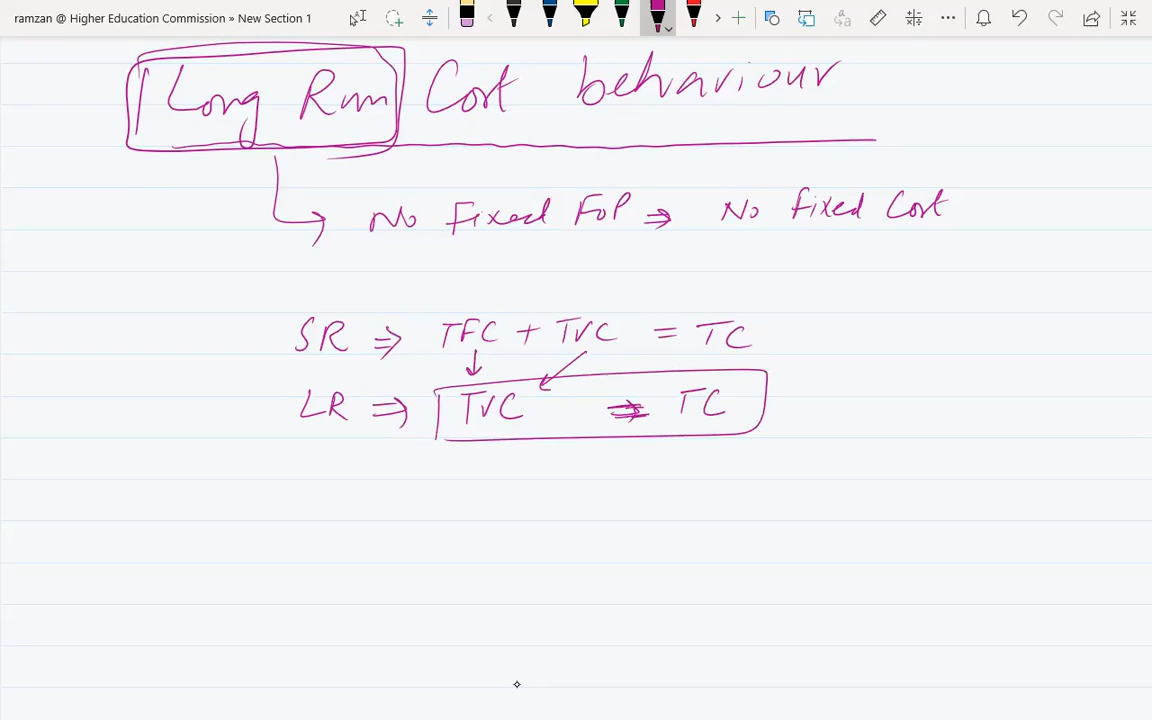 ramzan @ Higher Education Commission » New Section 1
Long Run Cost behaviour
No Fixed FoP ⇒ No fixed Cost
SR ⇒ TFC + TVC = TC
LR ⇒ TVC ⇒ TC